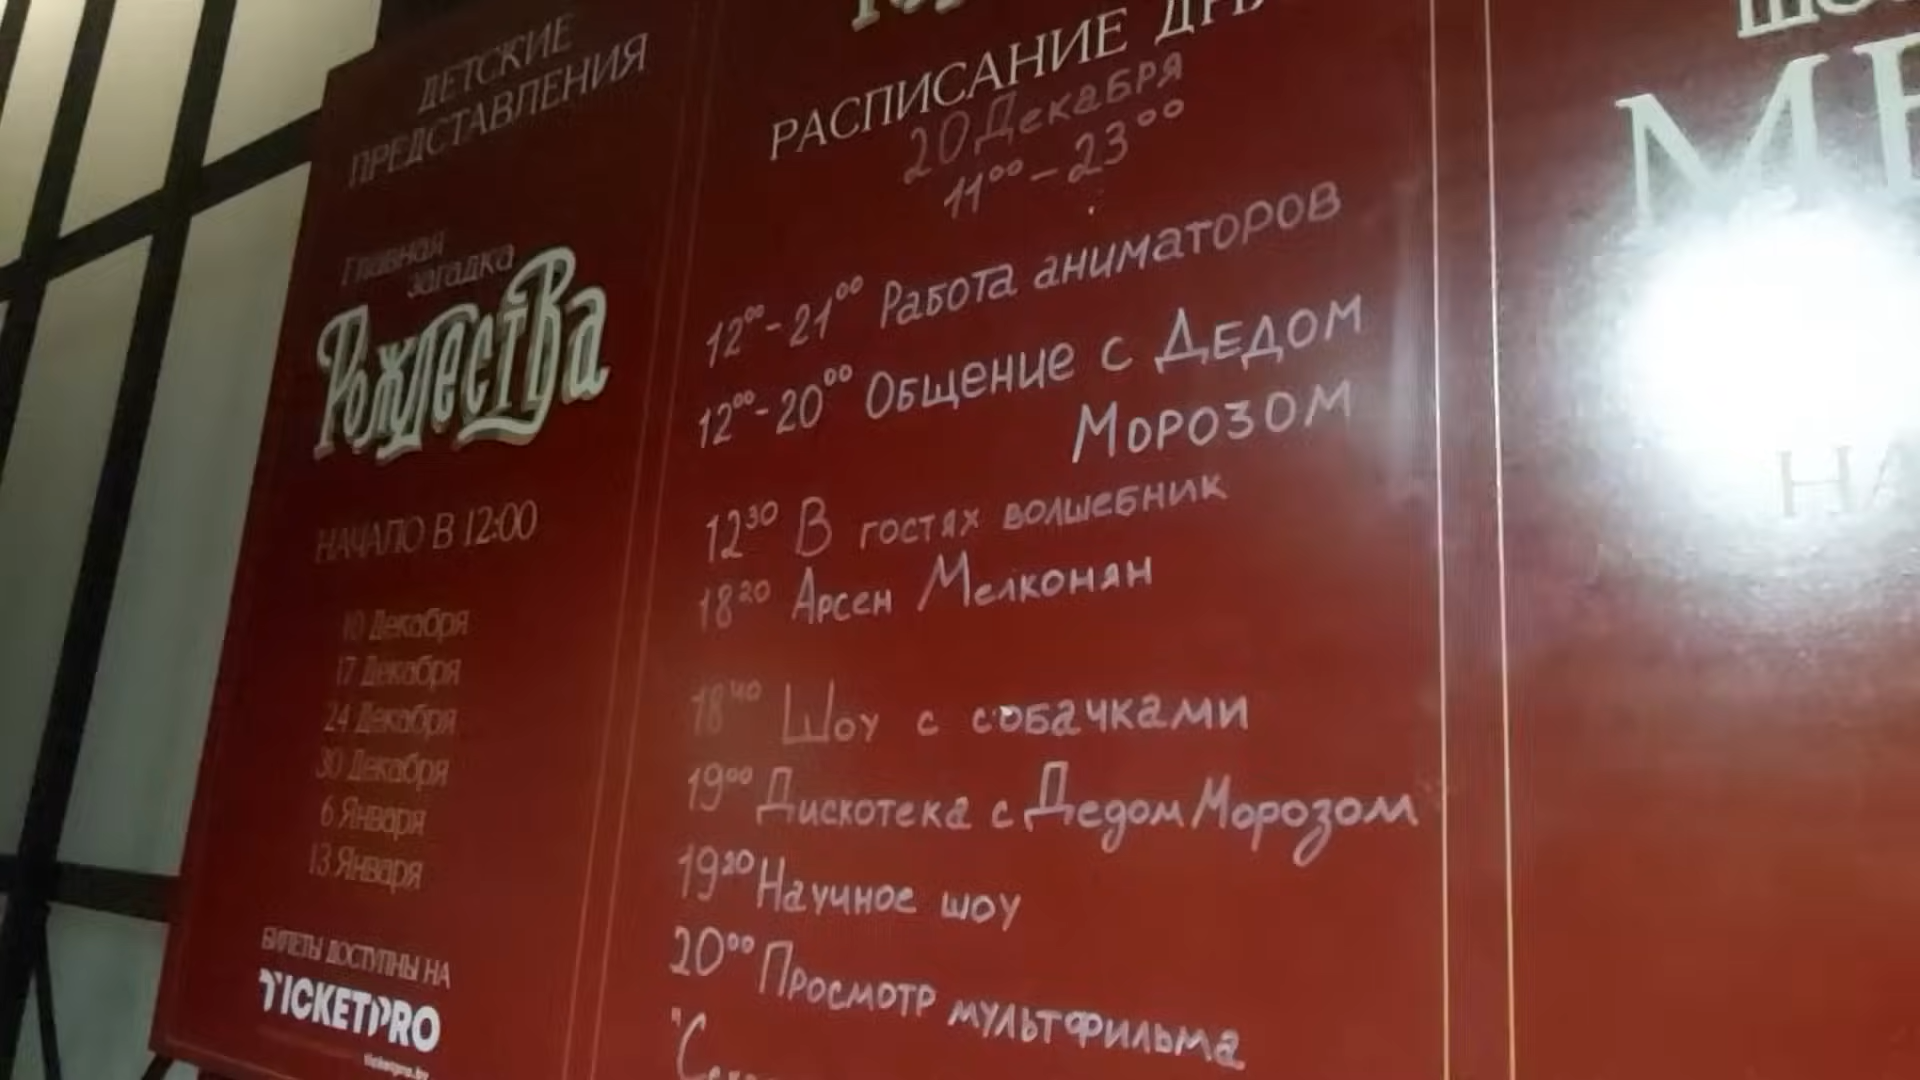 ДЕТСКИЕ
ПРЕДСТАВЛЕНИЯ
Главная
загадка
Рождества
НАЧАЛО В 12:00
10 Декабря
17 Декабря
24 Декабря
30 Декабря
6 Января
13 Января
БИЛЕТЫ ДОСТУПНЫ НА
TICKETPRO
ticketpro.by
РАСПИСАНИЕ ДНЯ
20 Декабря
11⁰⁰-23⁰⁰
12⁰⁰-21⁰⁰ Работа аниматоров
12⁰⁰-20⁰⁰ Общение с Дедом
Морозом
12³⁰ В гостях волшебник
18²⁰ Арсен Мелконян
18⁴⁰ Шоу с собачками
19⁰⁰ Дискотека с Дедом Морозом
19²⁰ Научное шоу
20⁰⁰ Просмотр мультфильма